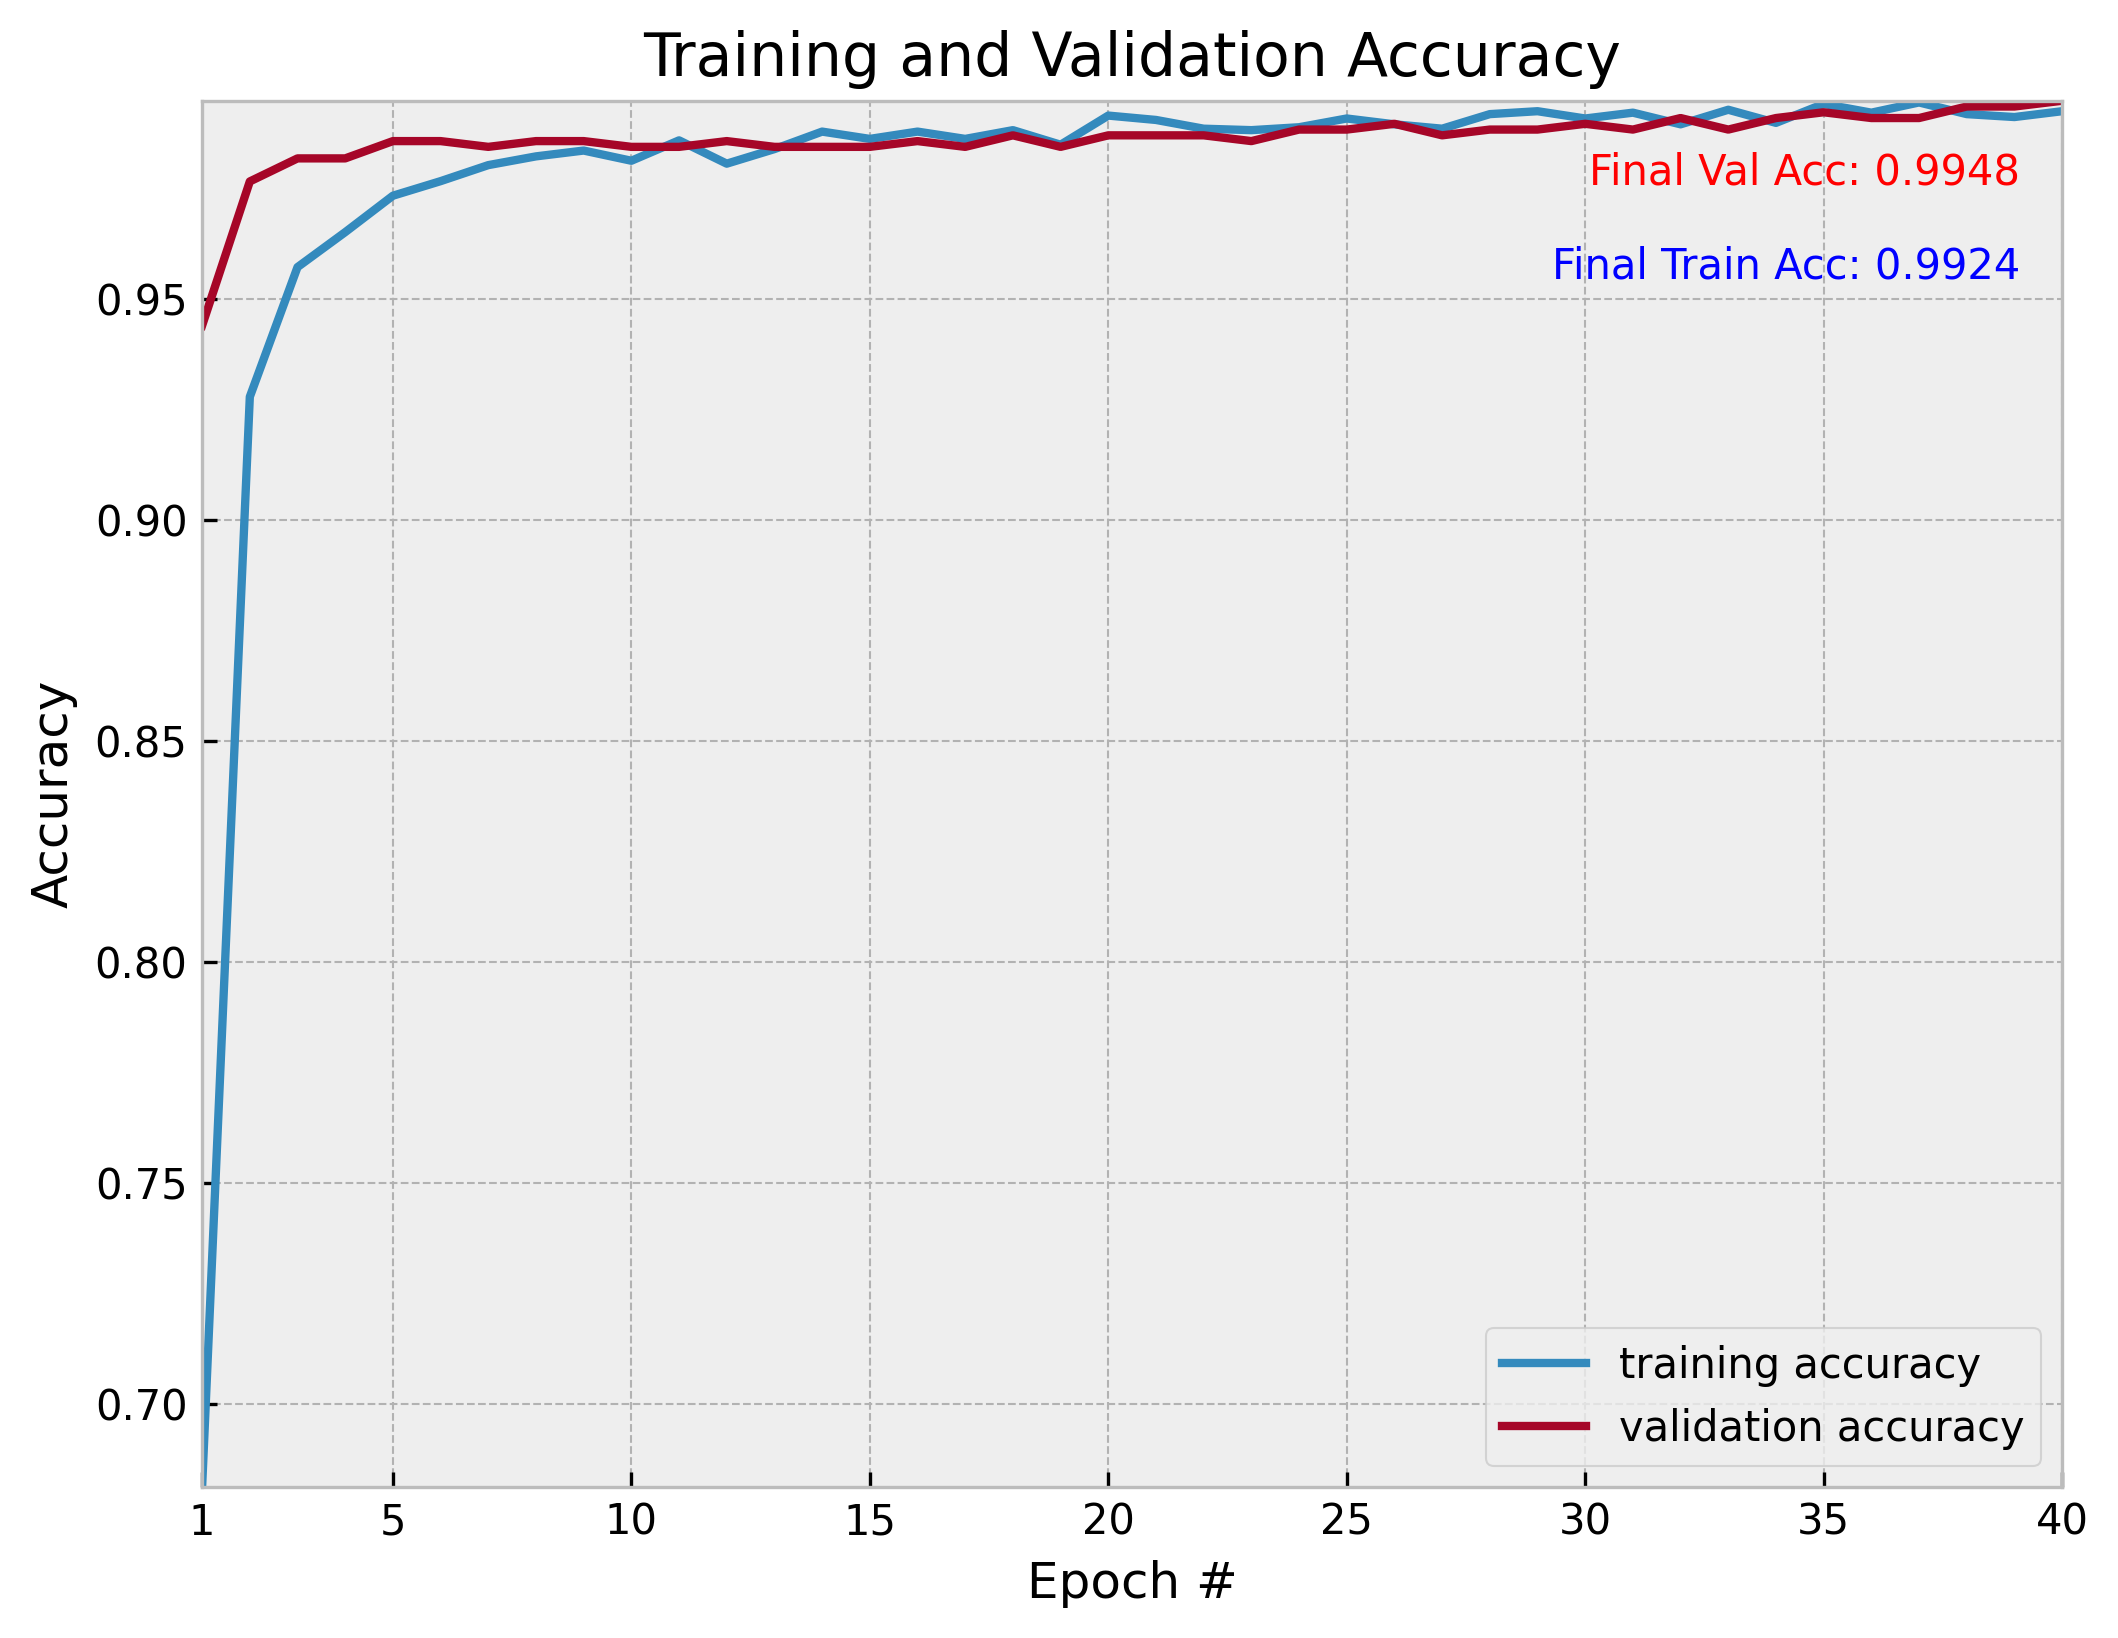 Training and Validation Accuracy
Final Val Acc: 0.9948
Final Train Acc: 0.9924
0.95
0.90
0.85
0.80
0.75
0.70
Accuracy
training accuracy
validation accuracy
1 5 10 15 20 25 30 35 40
Epoch #